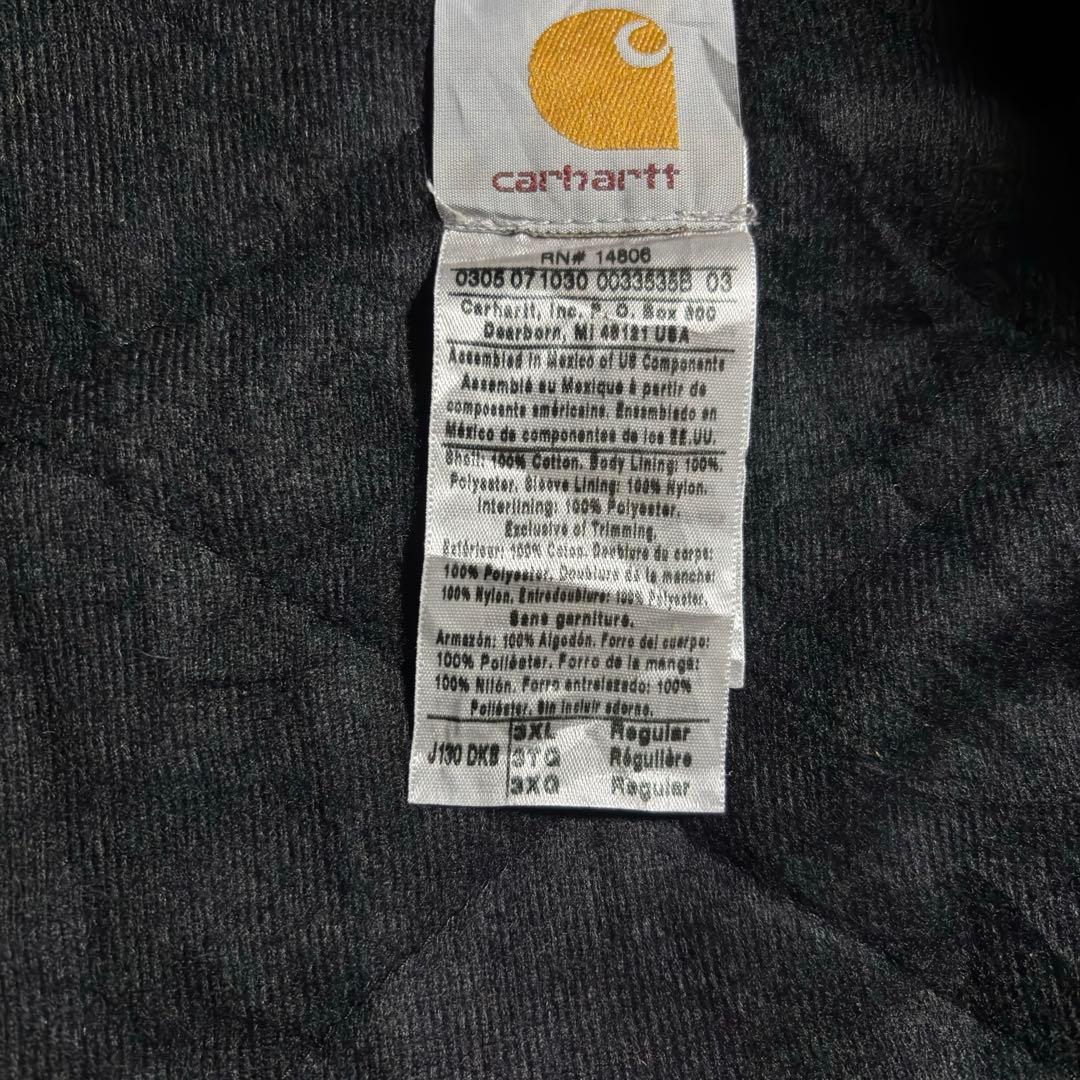 carhartt
RN# 14806
0305 07 1030 0033535B 03
Carhartt, Inc. P. O. Box 600
Dearborn, MI 48121 USA
Assembled in Mexico of US Components
Assemblé au Mexique à partir de
composants américains. Ensamblado en
México de componentes de los EE.UU.
Shell: 100% Cotton. Body Lining: 100%
Polyester. Sleeve Lining: 100% Nylon.
Interlining: 100% Polyester.
Exclusive of Trimming.
Extérieur: 100% Coton. Doublure du corps:
100% Polyester. Doublure de la manche:
100% Nylon. Entredoublure: 100% Polyester.
Sans garniture.
Armazón: 100% Algodón. Forro del cuerpo:
100% Poliéster. Forro de la manga:
100% Nilón. Forro entrelazado: 100%
Poliéster. Sin incluir adorno.
3XL Regular
J130 DKB 3TG Régulière
3XG Regular